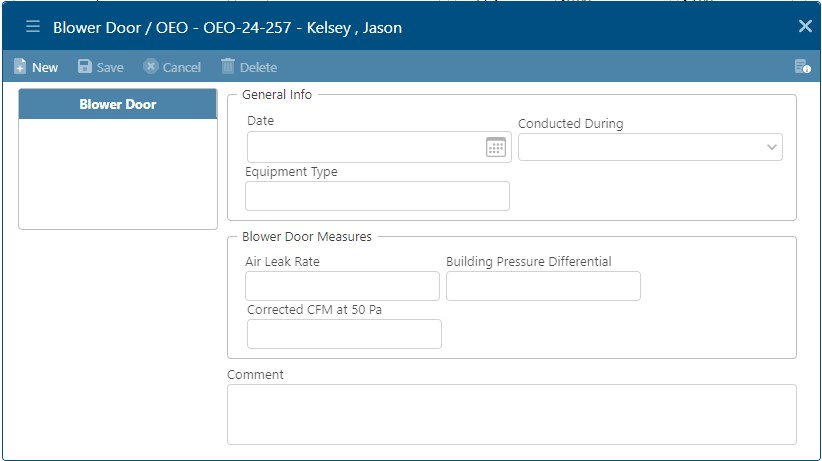 Blower Door / OEO - OEO-24-257 - Kelsey , Jason
New Save Cancel Delete
Blower Door
General Info
Date
Conducted During
Equipment Type
Blower Door Measures
Air Leak Rate Building Pressure Differential
Corrected CFM at 50 Pa
Comment